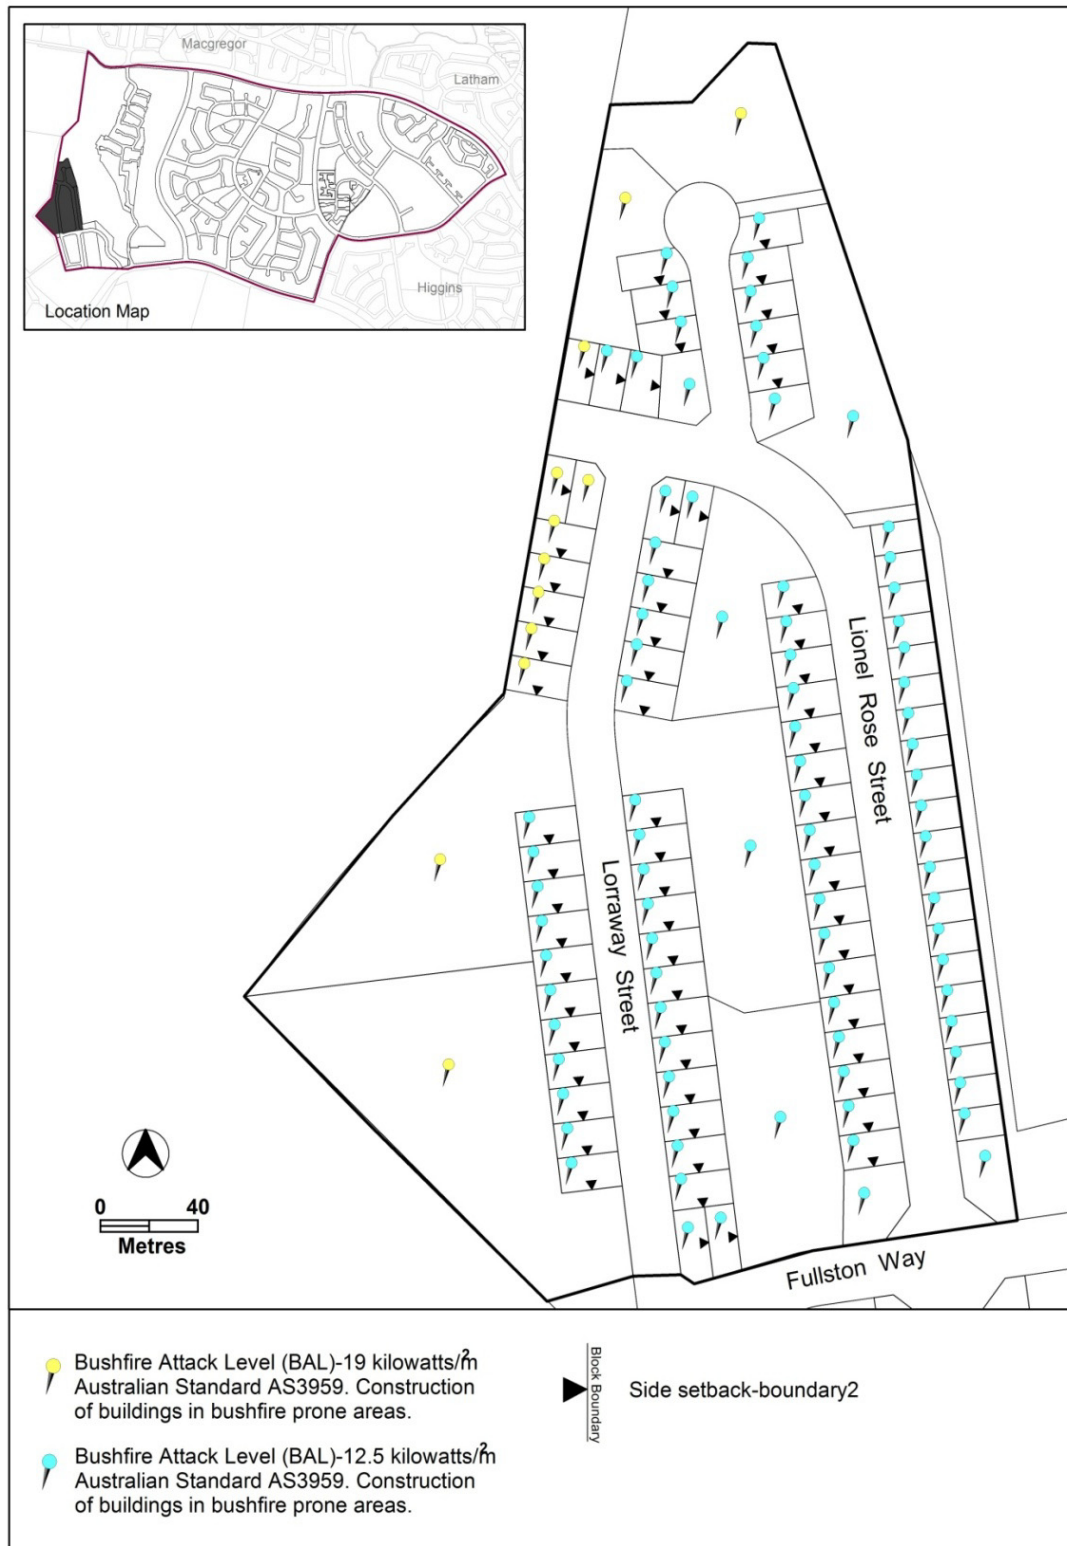 Macgregor
Latham
Higgins
Location Map
Lionel Rose Street
Lorraway Street
Fullston Way
0 40
Metres
Bushfire Attack Level (BAL)-19 kilowatts/m²
Australian Standard AS3959. Construction
of buildings in bushfire prone areas.
Block Boundary
Side setback-boundary2
Bushfire Attack Level (BAL)-12.5 kilowatts/m²
Australian Standard AS3959. Construction
of buildings in bushfire prone areas.